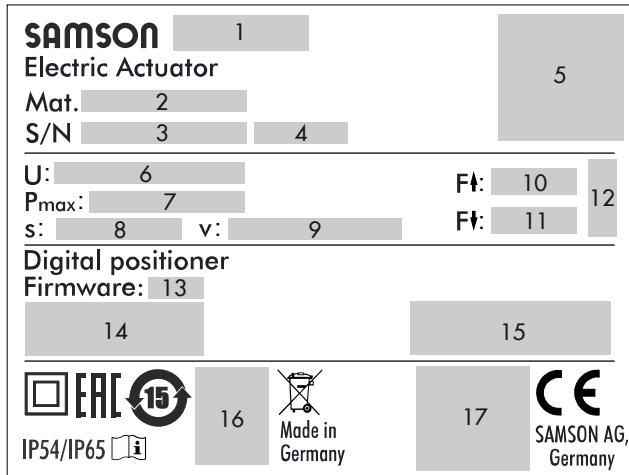 SAMSON 1
Electric Actuator
5
Mat. 2
S/N 3 4
U: 6
F: 10
12
Pmax: 7
s: 8 v: 9
F: 11
Digital positioner
Firmware: 13
14 15
EAC 15 16 17 CE
IP54/IP65 i
Made in
Germany
SAMSON AG,
Germany